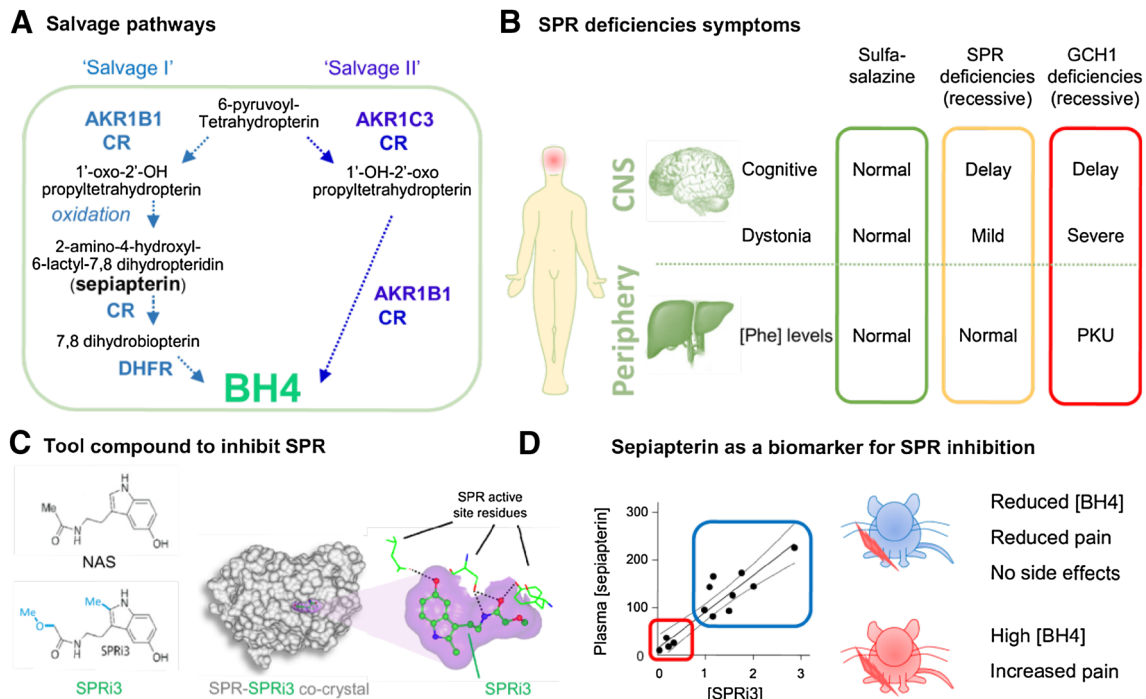 A Salvage pathways
'Salvage I'
'Salvage II'
6-pyruvoyl-
Tetrahydropterin
AKR1B1
CR
AKR1C3
CR
1'-oxo-2'-OH
propyltetrahydropterin
1'-OH-2'-oxo
propyltetrahydropterin
oxidation
2-amino-4-hydroxyl-
6-lactyl-7,8 dihydropteridin
(sepiapterin)
CR
AKR1B1
CR
7,8 dihydrobiopterin
DHFR
BH4
B SPR deficiencies symptoms
Sulfa-
salazine
SPR
deficiencies
(recessive)
GCH1
deficiencies
(recessive)
CNS
Cognitive Normal Delay Delay
Dystonia Normal Mild Severe
Periphery
[Phe] levels Normal Normal PKU
C Tool compound to inhibit SPR
H
N
Me
N
H
O
OH
NAS
Me
O
Me
H
N
O
N
H
SPRi3
OH
SPRi3
SPR active
site residues
SPR-SPRi3 co-crystal
SPRi3
D Sepiapterin as a biomarker for SPR inhibition
Plasma [sepiapterin]
300
200
100
0
0 1 2 3
[SPRi3]
Reduced [BH4]
Reduced pain
No side effects
High [BH4]
Increased pain